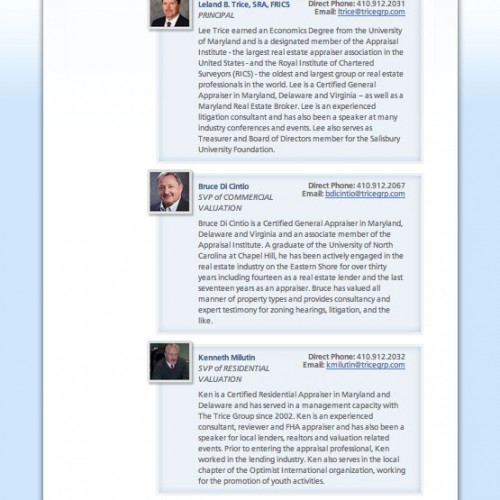 Leland B. Trice, SRA, FRICS
Direct Phone: 410.912.2031
PRINCIPAL
Email: ltrice@tricegrp.com
Lee Trice earned an Economics Degree from the University
of Maryland and is a designated member of the Appraisal
Institute - the largest real estate appraiser association in the
United States - and the Royal Institute of Chartered
Surveyors (RICS) - the oldest and largest group or real estate
professionals in the world. Lee is a Certified General
Appraiser in Maryland, Delaware and Virginia – as well as a
Maryland Real Estate Broker. Lee is an experienced
litigation consultant and has also been a speaker at many
industry conferences and events. Lee also serves as
Treasurer and Board of Directors member for the Salisbury
University Foundation.
Bruce Di Cintio
Direct Phone: 410.912.2067
SVP of COMMERCIAL
Email: bdicintio@tricegrp.com
VALUATION
Bruce Di Cintio is a Certified General Appraiser in Maryland,
Delaware and Virginia and an associate member of the
Appraisal Institute. A graduate of the University of North
Carolina at Chapel Hill, he has been actively engaged in the
real estate industry on the Eastern Shore for over thirty
years including fourteen as a real estate lender and the last
seventeen years as an appraiser. Bruce has valued all
manner of property types and provides consultancy and
expert testimony for zoning hearings, litigation, and the
like.
Kenneth Milutin
Direct Phone: 410.912.2032
SVP of RESIDENTIAL
Email: kmilutin@tricegrp.com
VALUATION
Ken is a Certified Residential Appraiser in Maryland and
Delaware and has served in a management capacity with
The Trice Group since 2002. Ken is an experienced
consultant, reviewer and FHA appraiser and has also been a
speaker for local lenders, realtors and valuation related
events. Prior to entering the appraisal professional, Ken
worked in the lending industry. Ken also serves in the local
chapter of the Optimist International organization, working
for the promotion of youth activities.